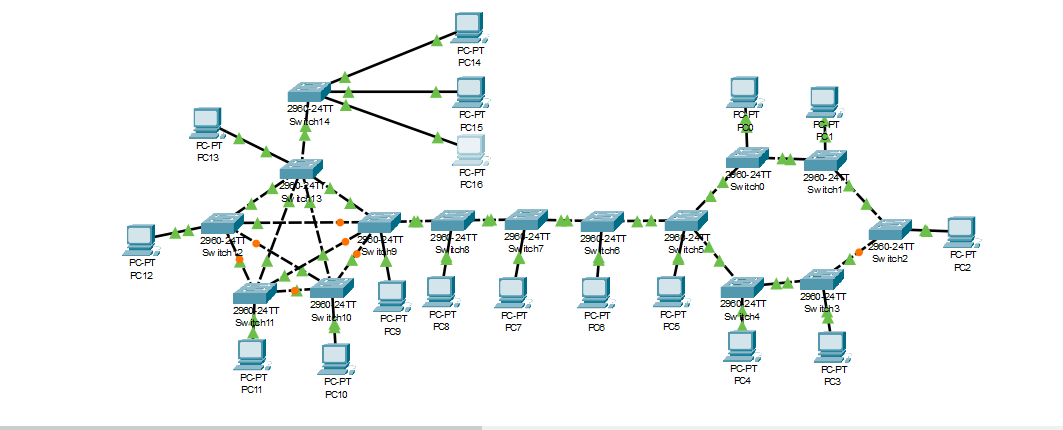 PC-PT
PC14
2960-24TT
Switch14
PC-PT
PC15
PC-PT
PC16
PC-PT
PC13
2960-24TT
Switch13
PC-PT
PC0
PC-PT
PC1
2960-24TT
Switch0
2960-24TT
Switch1
PC-PT
PC12
2960-24TT
Switch12
2960-24TT
Switch9
2960-24TT
Switch8
2960-24TT
Switch7
2960-24TT
Switch6
2960-24TT
Switch5
2960-24TT
Switch2
PC-PT
PC2
2960-24TT
Switch11
2960-24TT
Switch10
PC-PT
PC9
PC-PT
PC8
PC-PT
PC7
PC-PT
PC6
PC-PT
PC5
2960-24TT
Switch4
2960-24TT
Switch3
PC-PT
PC11
PC-PT
PC10
PC-PT
PC4
PC-PT
PC3